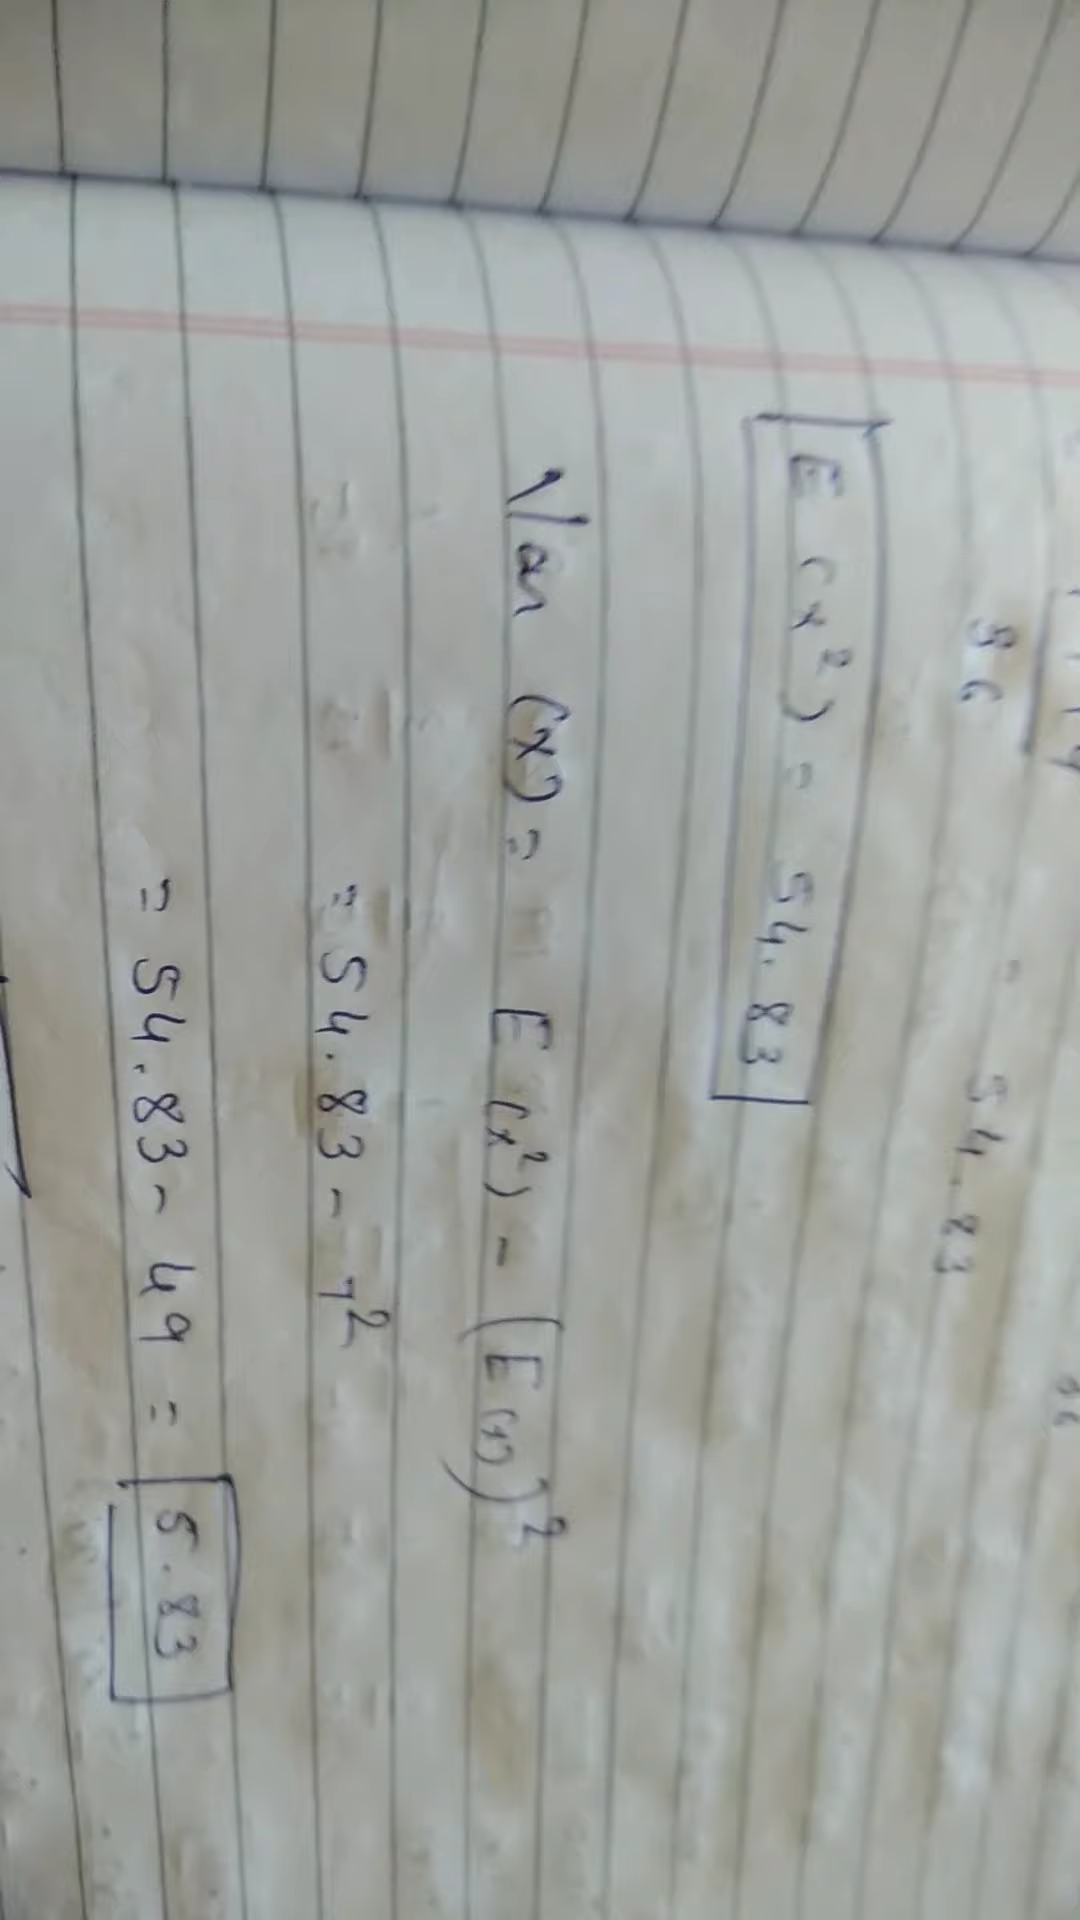 36 = 54.83
E(x²) = 54.83
Var (x) = E(x²) - (E(x))²
= 54.83 - 7²
= 54.83 - 49 = 5.83